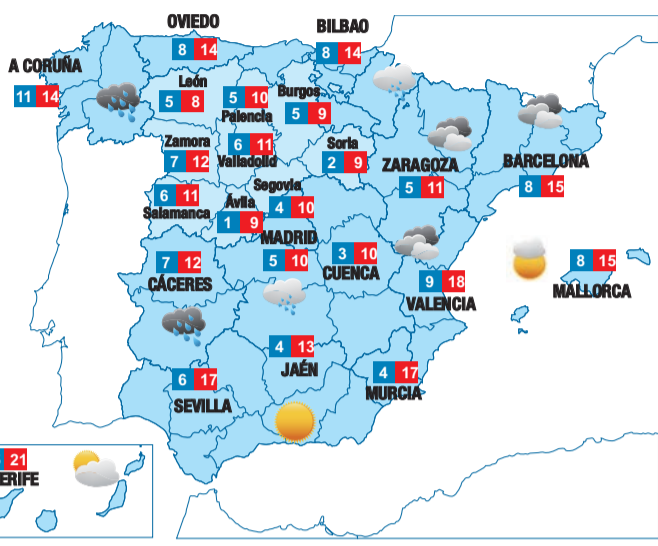 OVIEDO
8 14
BILBAO
8 14
A CORUÑA
11 14
León
5 8
5 10
Palencia
Burgos
5 9
Zamora
7 12
6 11
Valladolid
Soria
2 9
ZARAGOZA
5 11
BARCELONA
8 15
6 11
Salamanca
Segovia
4 10
Ávila
1 9
MADRID
5 10
3 10
CUENCA
7 12
CÁCERES
9 18
VALENCIA
8 15
MALLORCA
4 13
JAÉN
4 17
MURCIA
6 17
SEVILLA
21
ERIFE